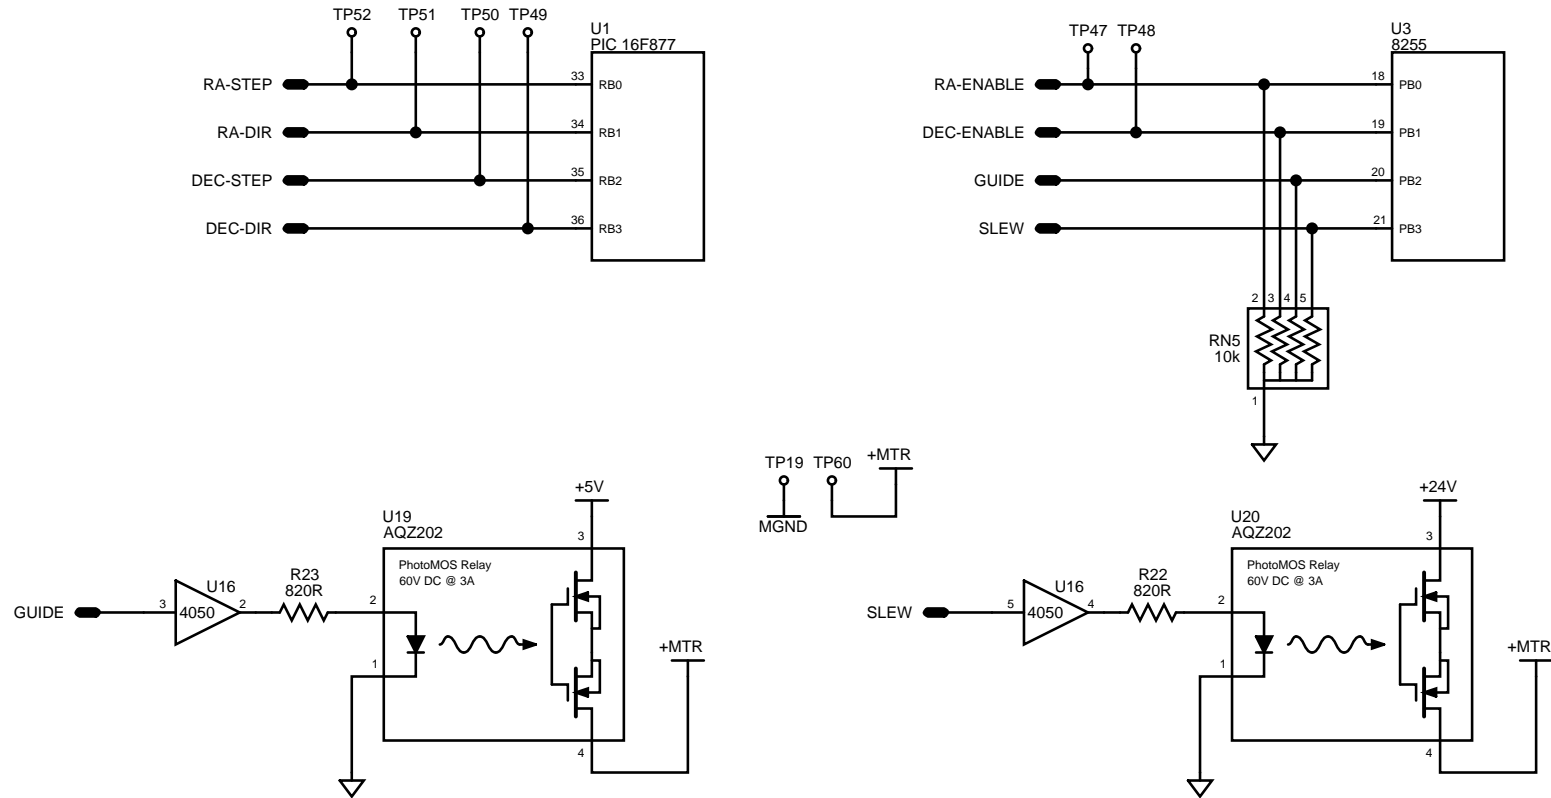 TP52 TP51 TP50 TP49
U1
PIC 16F877
RA-STEP 33 RB0
RA-DIR 34 RB1
DEC-STEP 35 RB2
DEC-DIR 36 RB3
TP47 TP48
U3
8255
RA-ENABLE 18 PB0
DEC-ENABLE 19 PB1
GUIDE 20 PB2
SLEW 21 PB3
2 3 4 5
RN5
10k
1
TP19 TP60 +MTR
MGND
+5V
U19
AQZ202
3
PhotoMOS Relay
60V DC @ 3A
GUIDE 3 4050 2
U16
R23
820R
2
1
+MTR
4
+24V
U20
AQZ202
3
PhotoMOS Relay
60V DC @ 3A
SLEW 5 4050 4
U16
R22
820R
2
1
+MTR
4